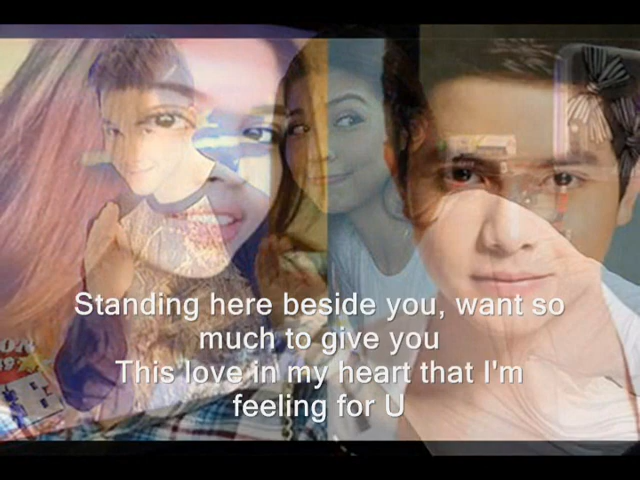 Standing here beside you, want so
much to give you
This love in my heart that I'm
feeling for U